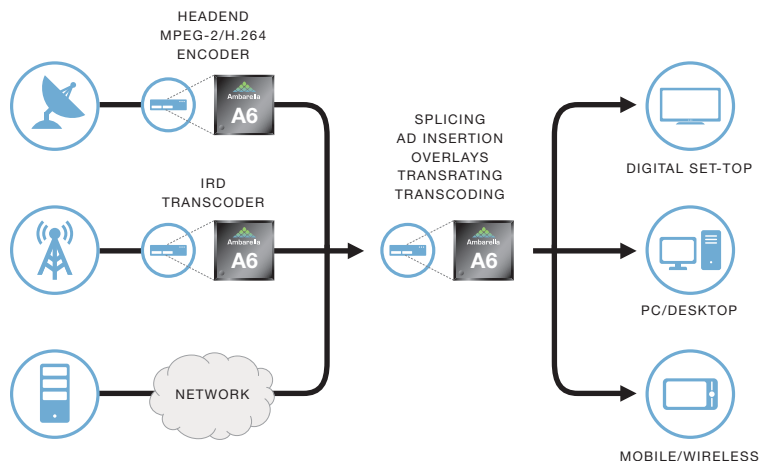 HEADEND
MPEG-2/H.264
ENCODER
Ambarella
A6
SPLICING
AD INSERTION
OVERLAYS
TRANSRATING
TRANSCODING
DIGITAL SET-TOP
IRD
TRANSCODER
Ambarella
A6
Ambarella
A6
PC/DESKTOP
NETWORK
MOBILE/WIRELESS